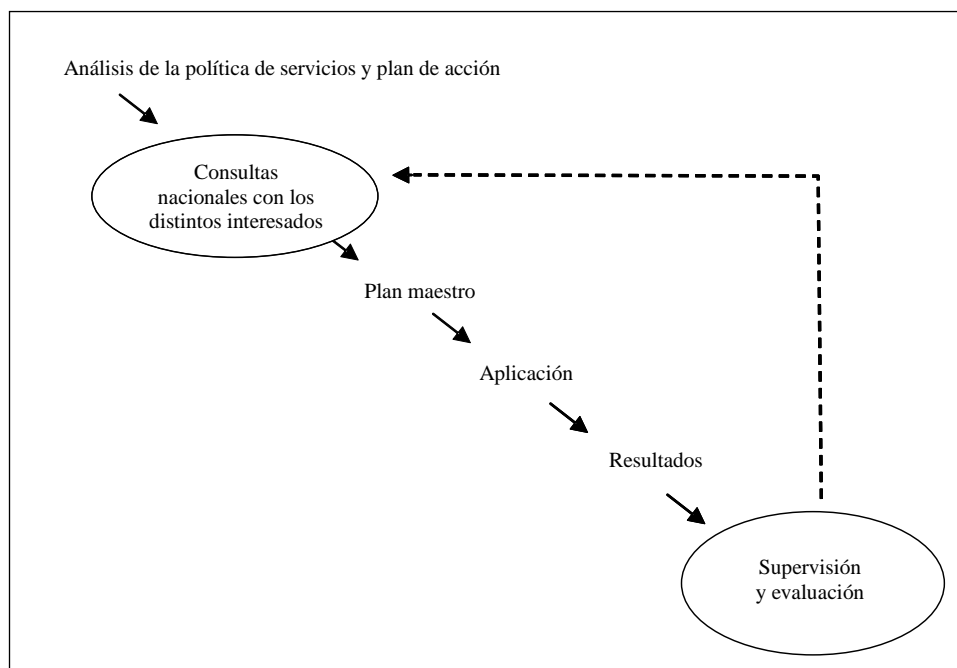 Análisis de la política de servicios y plan de acción
Consultas
nacionales con los
distintos interesados
Plan maestro
Aplicación
Resultados
Supervisión
y evaluación